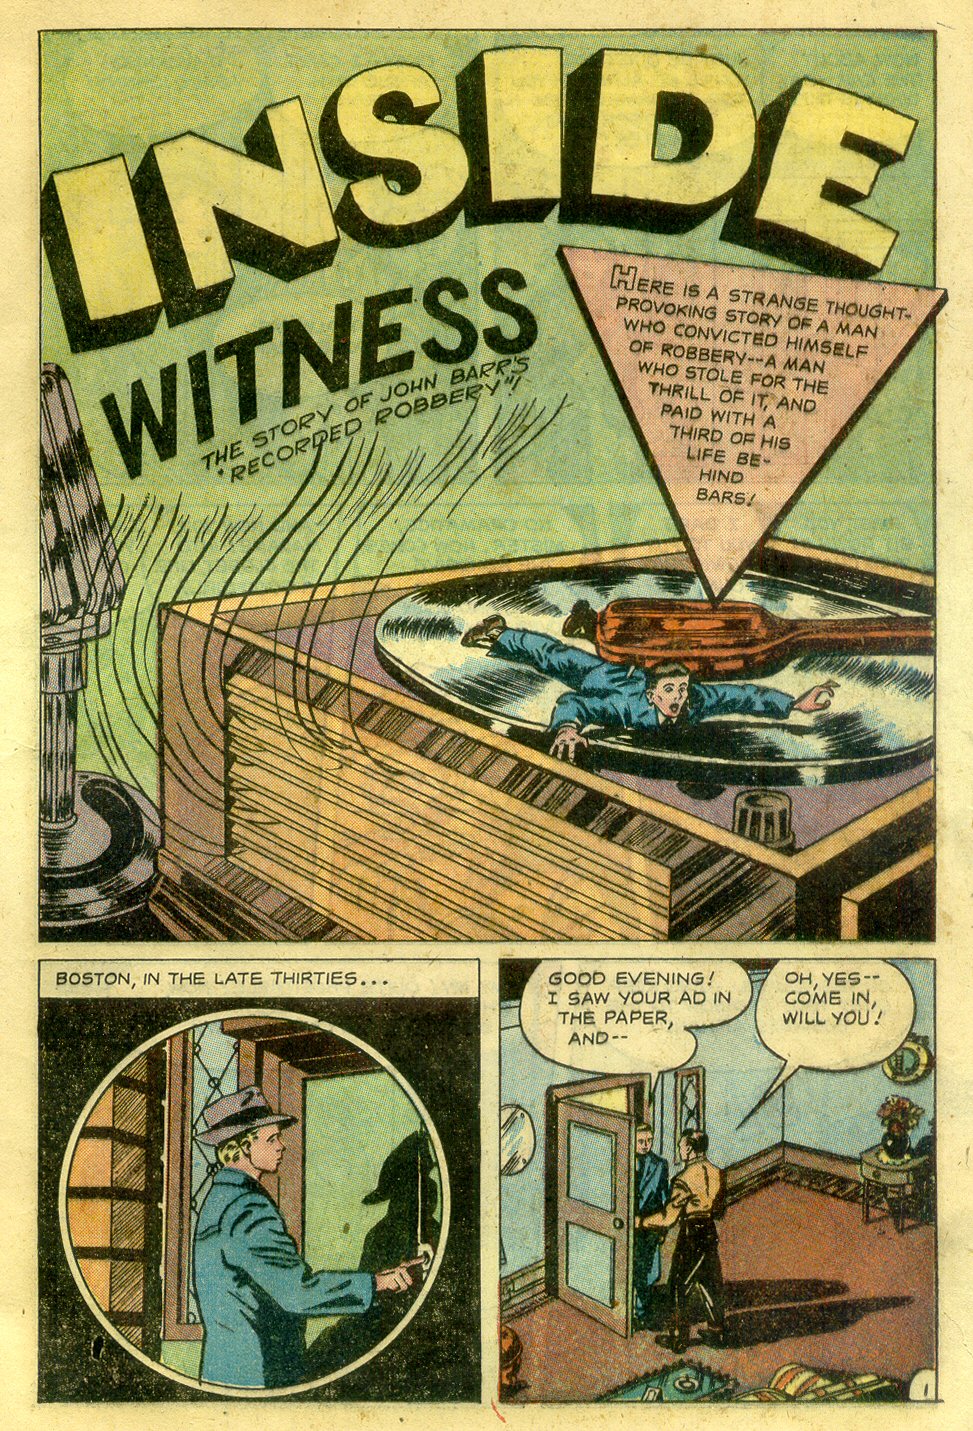 INSIDE
WITNESS
THE STORY OF JOHN BARR'S
"RECORDED ROBBERY"!
HERE IS A STRANGE THOUGHT-
PROVOKING STORY OF A MAN
WHO CONVICTED HIMSELF
OF ROBBERY--A MAN
WHO STOLE FOR THE
THRILL OF IT, AND
PAID WITH A
THIRD OF HIS
LIFE BE-
HIND
BARS!
BOSTON, IN THE LATE THIRTIES...
GOOD EVENING!
I SAW YOUR AD IN
THE PAPER,
AND--
OH, YES--
COME IN,
WILL YOU!
1